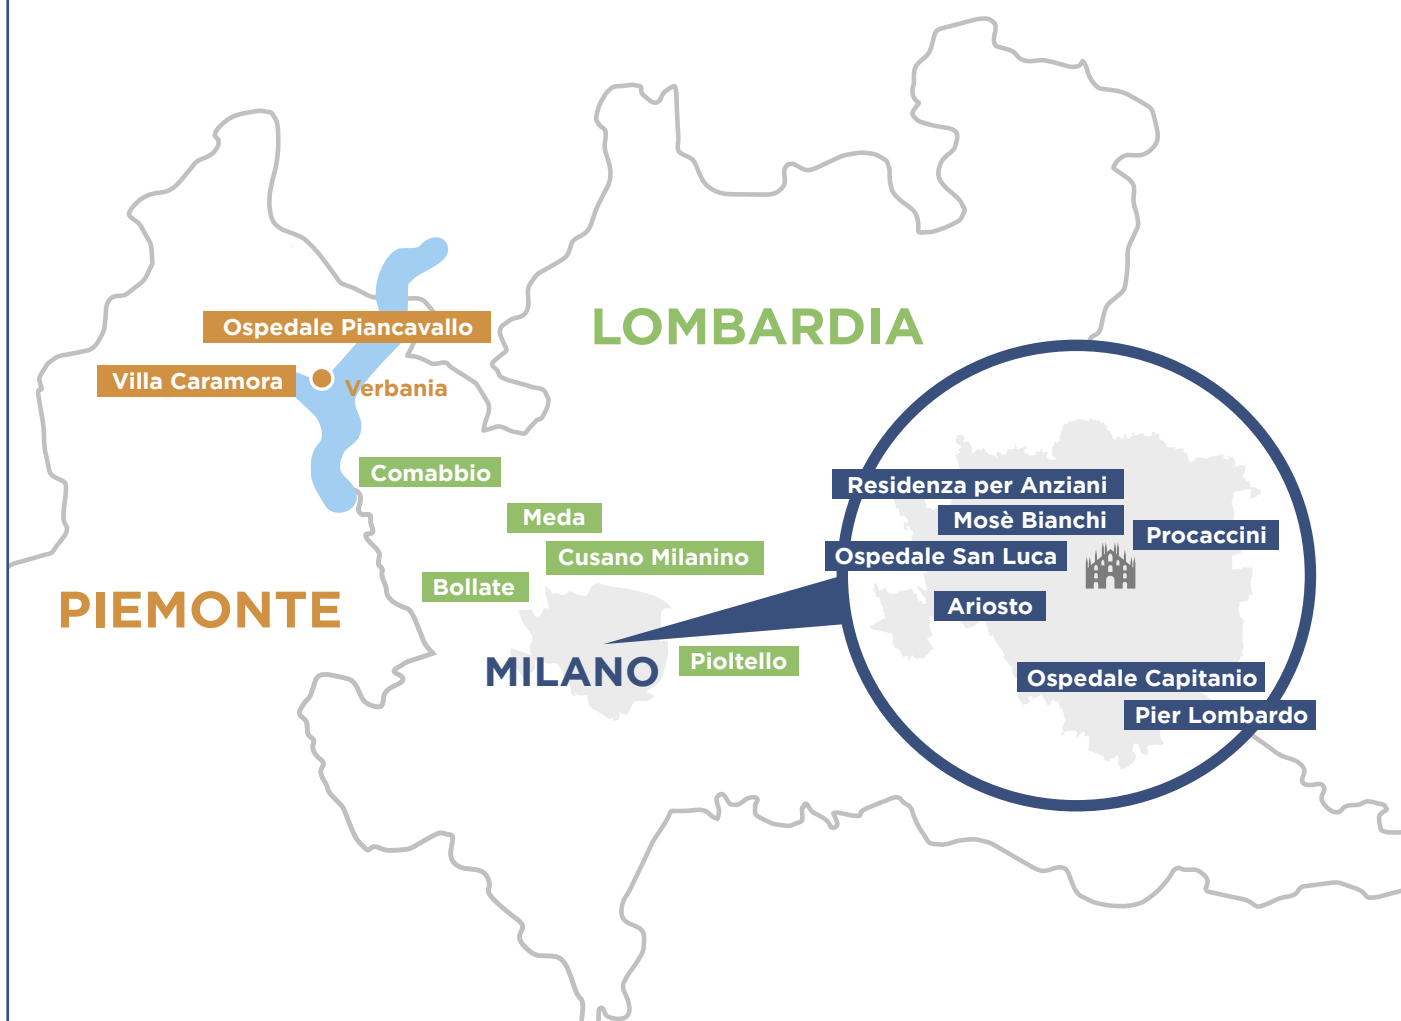 LOMBARDIA
Ospedale Piancavallo
Villa Caramora
Verbania
Comabbio
Meda
Cusano Milanino
Bollate
PIEMONTE
MILANO
Pioltello
Residenza per Anziani
Mosè Bianchi
Procaccini
Ospedale San Luca
Ariosto
Ospedale Capitanio
Pier Lombardo